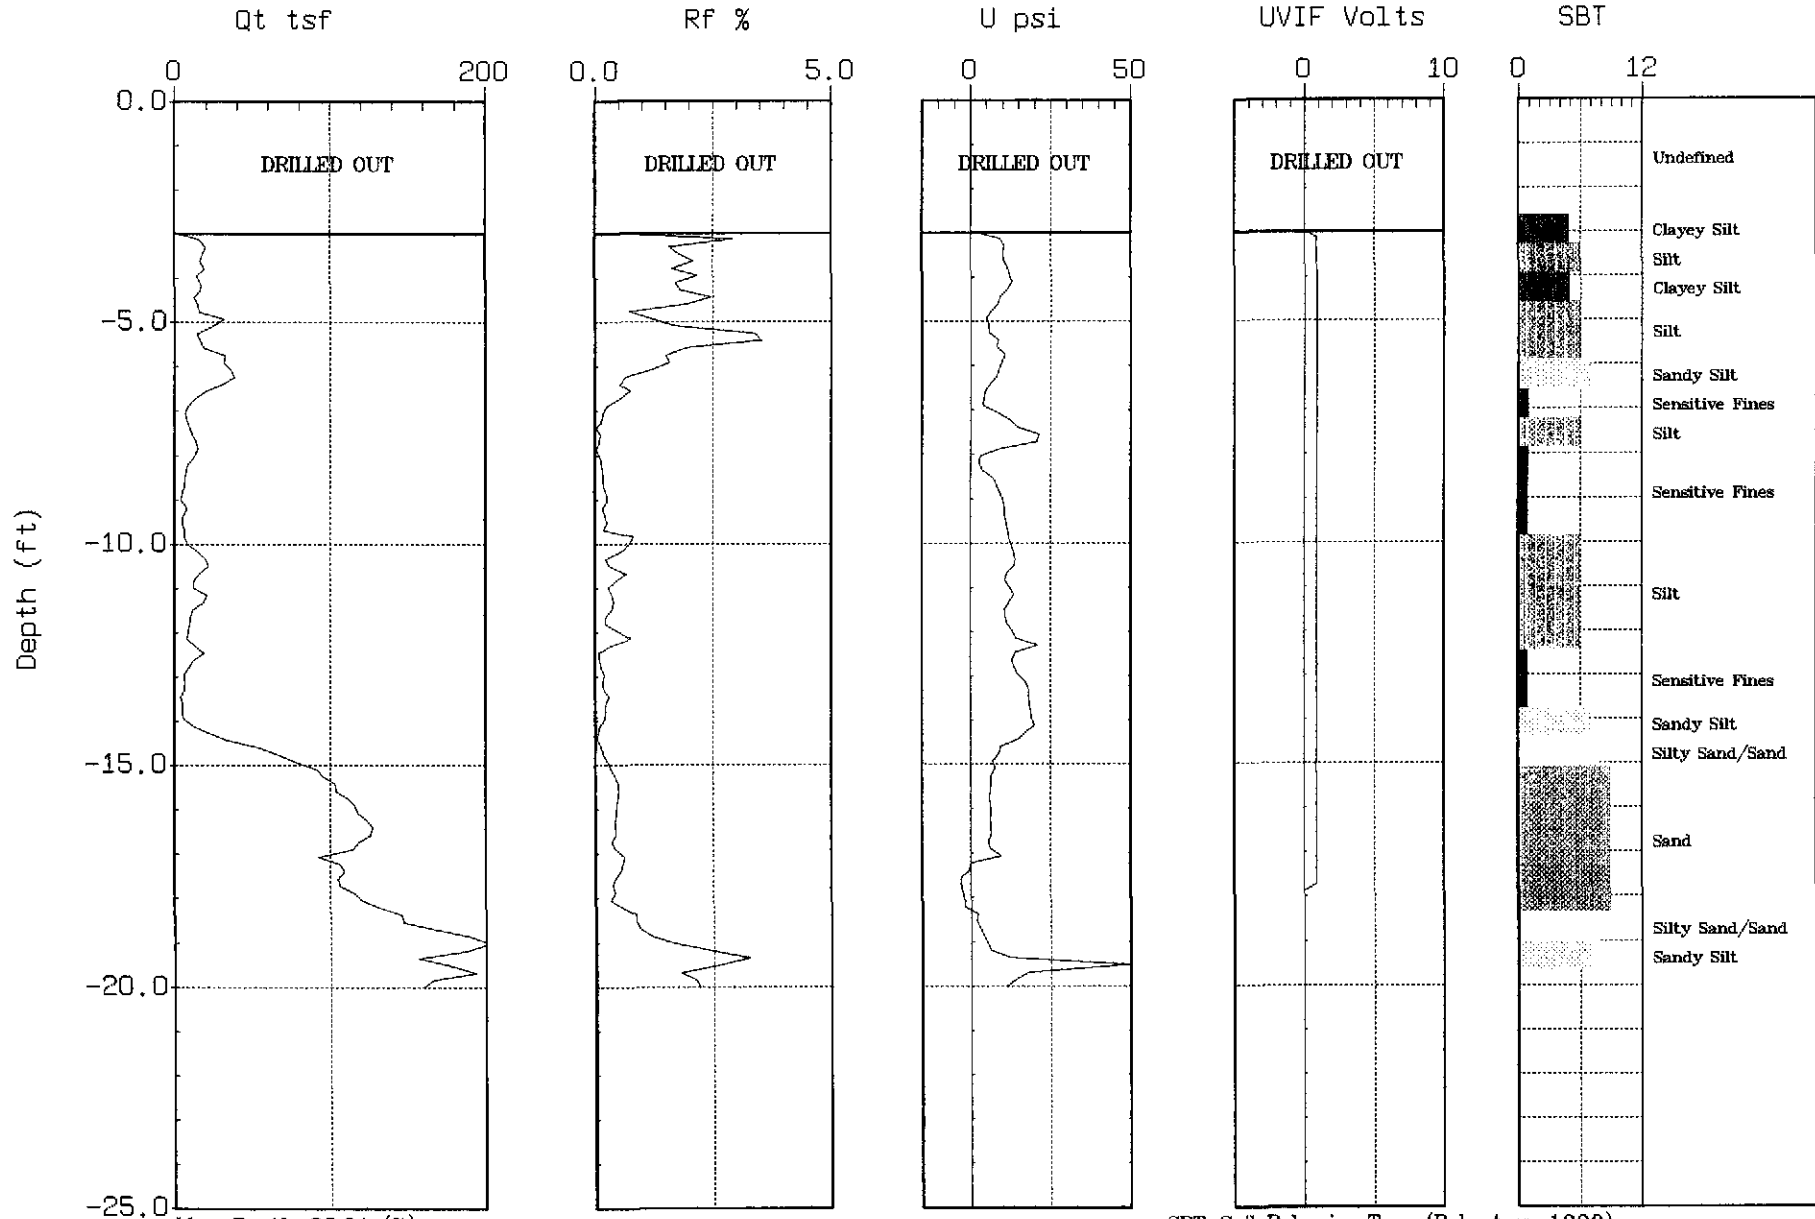 Qt tsf
Rf %
U psi
UVIF Volts
SBT
0 200
0.0 5.0
0 50
0 10
0 12
0.0
-5.0
-10.0
-15.0
-20.0
-25.0
Depth (ft)
DRILLED OUT
DRILLED OUT
DRILLED OUT
DRILLED OUT
Undefined
Clayey Silt
Silt
Clayey Silt
Silt
Sandy Silt
Sensitive Fines
Silt
Sensitive Fines
Silt
Sensitive Fines
Sandy Silt
Silty Sand/Sand
Sand
Silty Sand/Sand
Sandy Silt